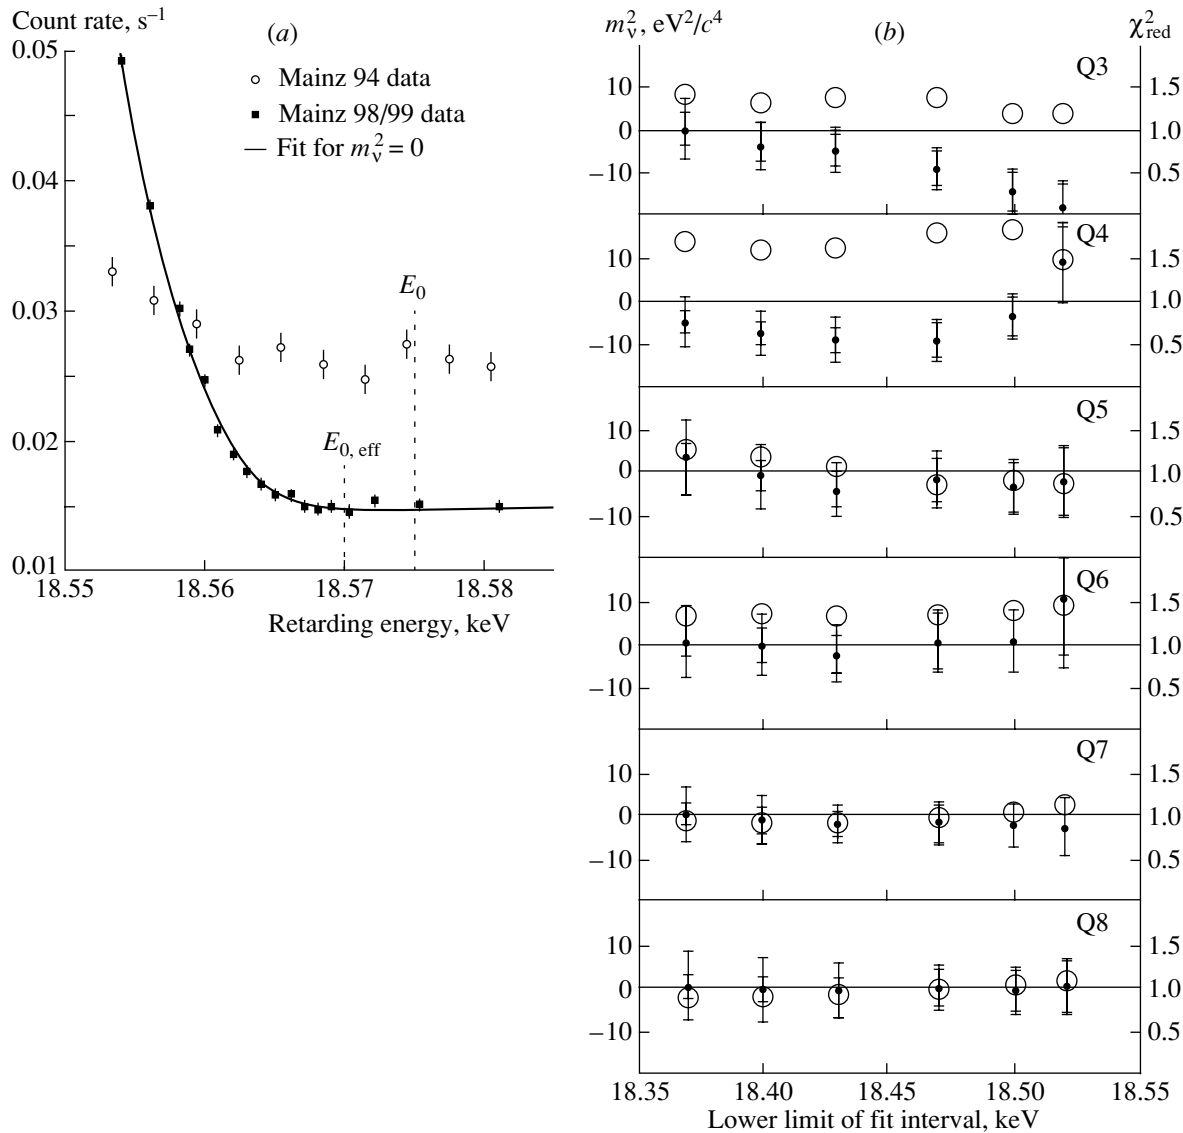 Count rate, s⁻¹
(a)
0.05
0.04
0.03
0.02
0.01
Mainz 94 data
Mainz 98/99 data
Fit for m²ᵥ = 0
E₀
E₀, eff
18.55 18.56 18.57 18.58
Retarding energy, keV
m²ᵥ, eV²/c⁴
(b)
χ²red
Q3
10
0
−10
1.5
1.0
0.5
Q4
10
0
−10
1.5
1.0
0.5
Q5
10
0
−10
1.5
1.0
0.5
Q6
10
0
−10
1.5
1.0
0.5
Q7
10
0
−10
1.5
1.0
0.5
Q8
10
0
−10
1.5
1.0
0.5
18.35 18.40 18.45 18.50 18.55
Lower limit of fit interval, keV